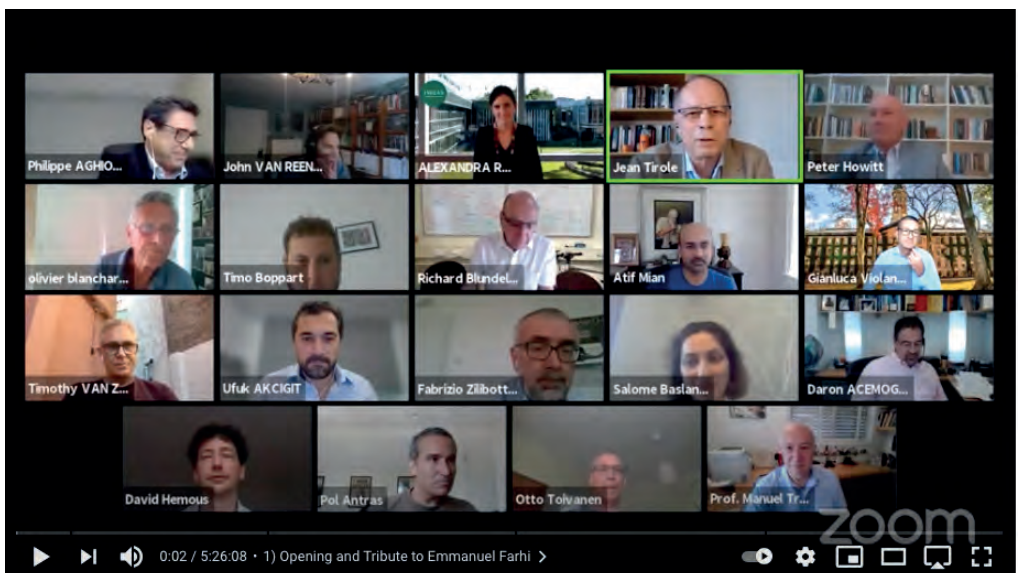 Philippe AGHIO...
John VAN REEN...
ALEXANDRA R...
Jean Tirole
Peter Howitt
olivier blanchar...
Timo Boppart
Richard Blundel...
Atif Mian
Gianluca Violan...
Timothy VAN Z...
Ufuk AKCIGIT
Fabrizio Zilibott...
Salome Baslan...
Daron ACEMOG...
David Hemous
Pol Antras
Otto Toivanen
Prof. Manuel Tr...
zoom
0:02 / 5:26:08 • 1) Opening and Tribute to Emmanuel Farhi